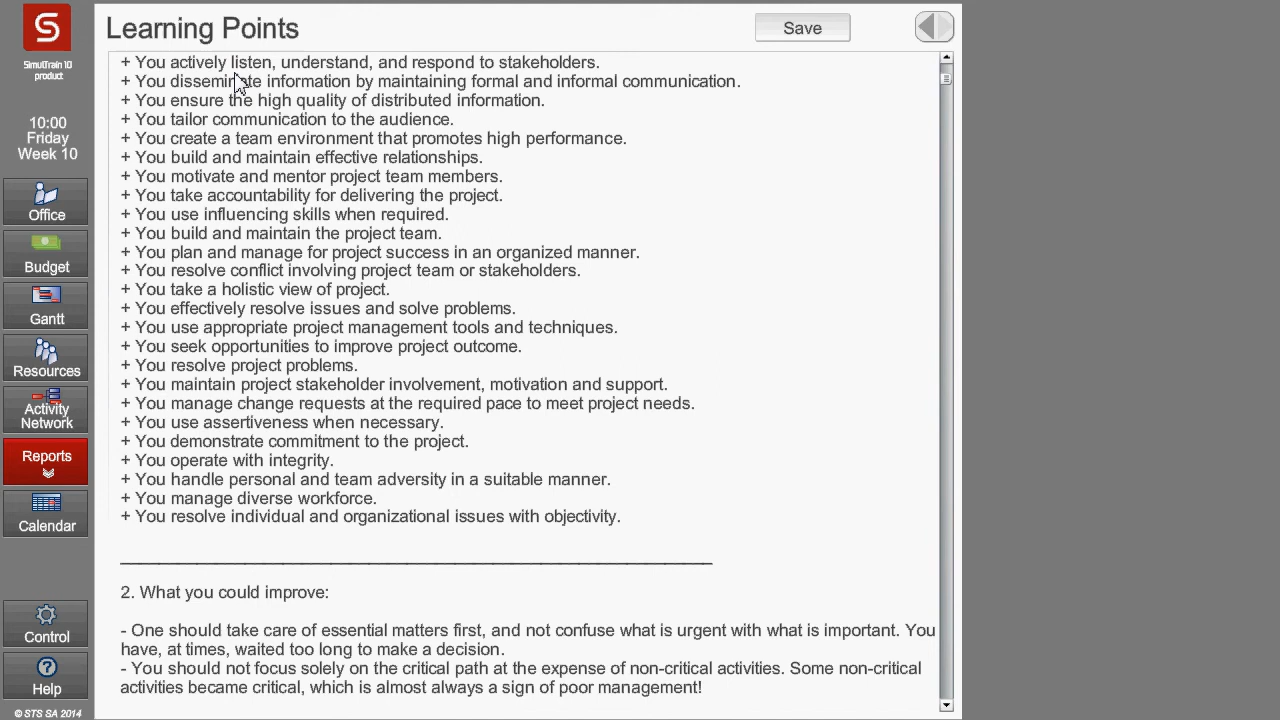 S
SimulTrain 10
product
10:00
Friday
Week 10
Office
Budget
Gantt
Resources
Activity
Network
Reports
Calendar
Control
Help
© STS SA 2014
Learning Points
Save
+ You actively listen, understand, and respond to stakeholders.
+ You disseminate information by maintaining formal and informal communication.
+ You ensure the high quality of distributed information.
+ You tailor communication to the audience.
+ You create a team environment that promotes high performance.
+ You build and maintain effective relationships.
+ You motivate and mentor project team members.
+ You take accountability for delivering the project.
+ You use influencing skills when required.
+ You build and maintain the project team.
+ You plan and manage for project success in an organized manner.
+ You resolve conflict involving project team or stakeholders.
+ You take a holistic view of project.
+ You effectively resolve issues and solve problems.
+ You use appropriate project management tools and techniques.
+ You seek opportunities to improve project outcome.
+ You resolve project problems.
+ You maintain project stakeholder involvement, motivation and support.
+ You manage change requests at the required pace to meet project needs.
+ You use assertiveness when necessary.
+ You demonstrate commitment to the project.
+ You operate with integrity.
+ You handle personal and team adversity in a suitable manner.
+ You manage diverse workforce.
+ You resolve individual and organizational issues with objectivity.
2. What you could improve:
- One should take care of essential matters first, and not confuse what is urgent with what is important. You
have, at times, waited too long to make a decision.
- You should not focus solely on the critical path at the expense of non-critical activities. Some non-critical
activities became critical, which is almost always a sign of poor management!